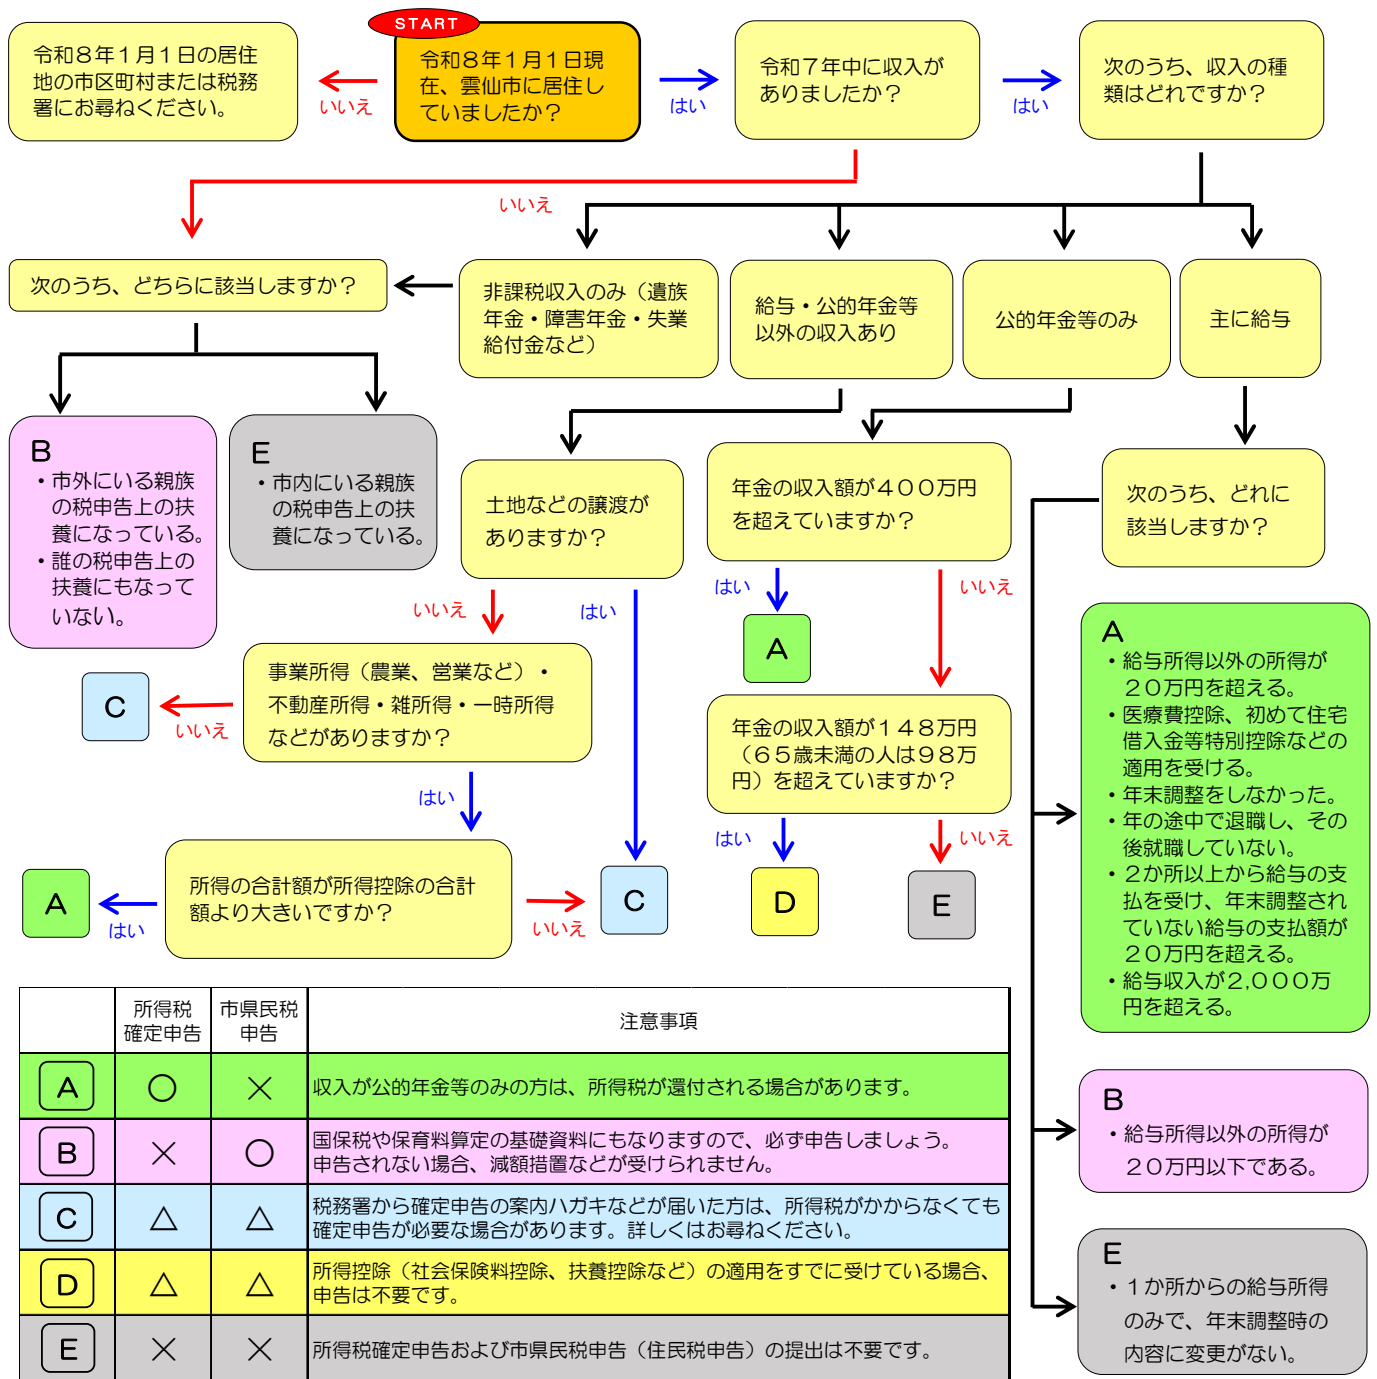 START
令和８年１月１日の居住
地の市区町村または税務
署にお尋ねください。
いいえ
令和８年１月１日現
在、雲仙市に居住し
ていましたか？
はい
令和７年中に収入が
ありましたか？
はい
次のうち、収入の種
類はどれですか？
いいえ
次のうち、どちらに該当しますか？
非課税収入のみ（遺族
年金・障害年金・失業
給付金など）
給与・公的年金等
以外の収入あり
公的年金等のみ
主に給与
B
・市外にいる親族
の税申告上の扶
養になっている。
・誰の税申告上の
扶養にもなって
いない。
E
・市内にいる親族
の税申告上の扶
養になっている。
土地などの譲渡が
ありますか？
年金の収入額が４００万円
を超えていますか？
次のうち、どれに
該当しますか？
いいえ
はい
はい
いいえ
A
C
いいえ
事業所得（農業、営業など）・
不動産所得・雑所得・一時所得
などがありますか？
年金の収入額が１４８万円
（６５歳未満の人は９８万
円）を超えていますか？
はい
はい
いいえ
A
はい
所得の合計額が所得控除の合計
額より大きいですか？
いいえ
C
D
E
A
・給与所得以外の所得が
２０万円を超える。
・医療費控除、初めて住宅
借入金等特別控除などの
適用を受ける。
・年末調整をしなかった。
・年の途中で退職し、その
後就職していない。
・２か所以上から給与の支
払を受け、年末調整され
ていない給与の支払額が
２０万円を超える。
・給与収入が2,000万
円を超える。
B
・給与所得以外の所得が
２０万円以下である。
E
・１か所からの給与所得
のみで、年末調整時の
内容に変更がない。
所得税
確定申告
市県民税
申告
注意事項
A ○ × 収入が公的年金等のみの方は、所得税が還付される場合があります。
B × ○ 国保税や保育料算定の基礎資料にもなりますので、必ず申告しましょう。
申告されない場合、減額措置などが受けられません。
C △ △ 税務署から確定申告の案内ハガキなどが届いた方は、所得税がかからなくても
確定申告が必要な場合があります。詳しくはお尋ねください。
D △ △ 所得控除（社会保険料控除、扶養控除など）の適用をすでに受けている場合、
申告は不要です。
E × × 所得税確定申告および市県民税申告（住民税申告）の提出は不要です。